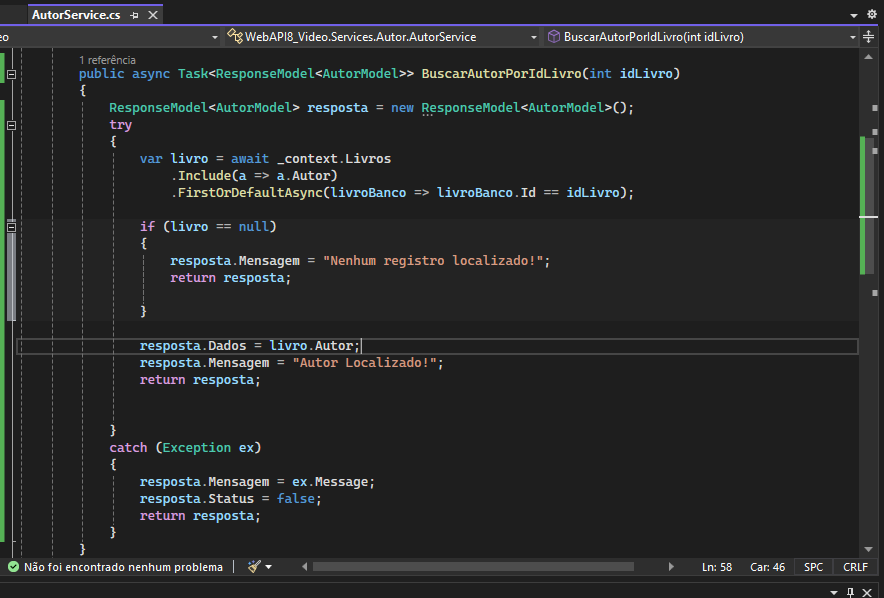 AutorService.cs
eo
WebAPI8_Video.Services.Autor.AutorService
BuscarAutorPorIdLivro(int idLivro)
1 referência
public async Task<ResponseModel<AutorModel>> BuscarAutorPorIdLivro(int idLivro)
{
ResponseModel<AutorModel> resposta = new ResponseModel<AutorModel>();
try
{
var livro = await _context.Livros
.Include(a => a.Autor)
.FirstOrDefaultAsync(livroBanco => livroBanco.Id == idLivro);
if (livro == null)
{
resposta.Mensagem = "Nenhum registro localizado!";
return resposta;
}
resposta.Dados = livro.Autor;
resposta.Mensagem = "Autor Localizado!";
return resposta;
}
catch (Exception ex)
{
resposta.Mensagem = ex.Message;
resposta.Status = false;
return resposta;
}
}
Não foi encontrado nenhum problema
Ln: 58
Car: 46
SPC
CRLF